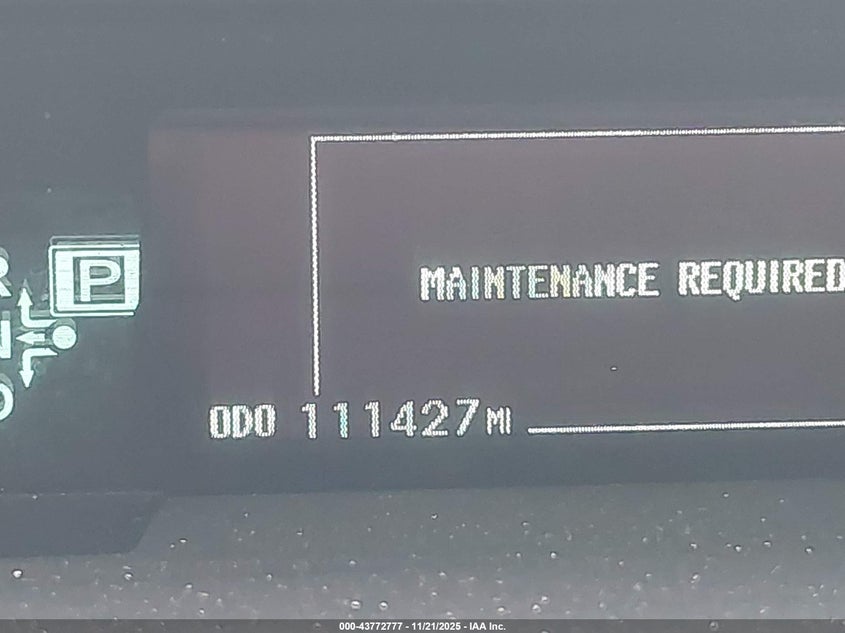 R
P
N
D
MAINTENANCE REQUIRED
ODO 111427 MI
000-43772777 - 11/21/2025 - IAA Inc.